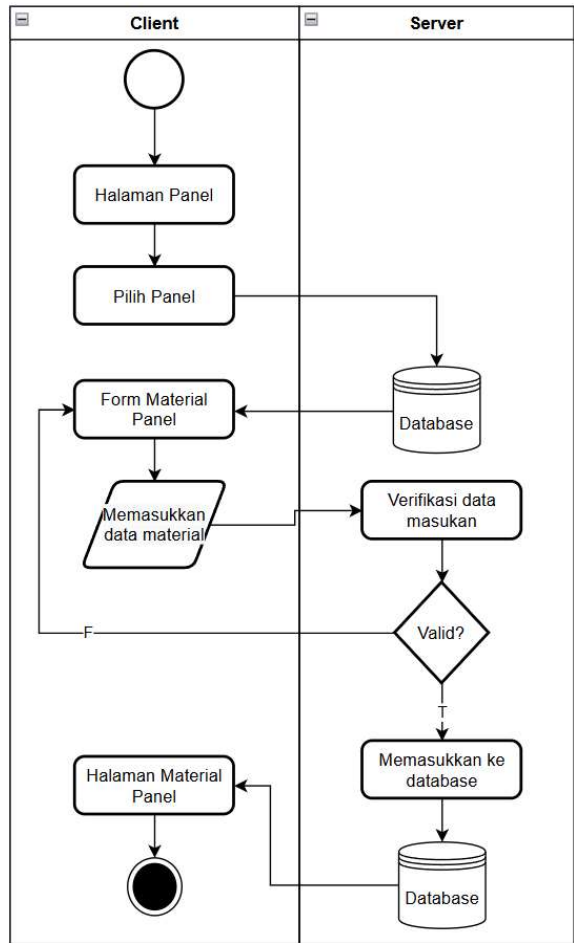 Client
Server
Halaman Panel
Pilih Panel
Form Material
Panel
Database
Memasukkan
data material
Verifikasi data
masukan
Valid?
F
T
Memasukkan ke
database
Halaman Material
Panel
Database